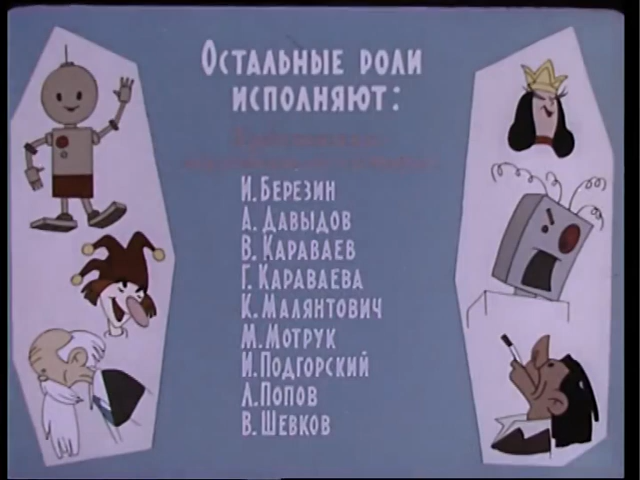 Остальные роли
исполняют:
И. Березин
А. Давыдов
В. Караваев
Г. Караваева
К. Малянтович
М. Мотрук
И. Подгорский
Л. Попов
В. Шевков